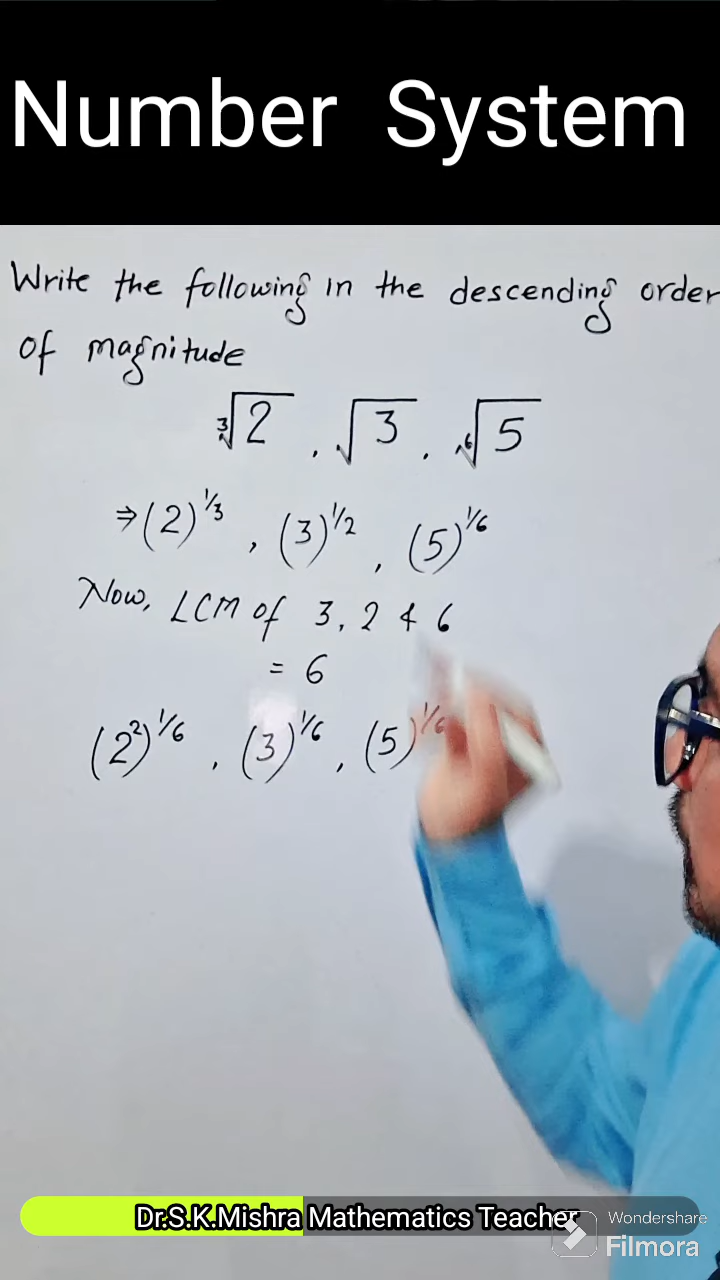 Number System
Write the following in the descending order
of magnitude
∛2 , √3 , ⁶√5
⇒ (2)^1/3 , (3)^1/2 , (5)^1/6
Now, LCM of 3, 2 & 6
= 6
(2²)^1/6 , (3)^1/6 , (5)^1/6
Dr.S.K.Mishra Mathematics Teacher
Wondershare
Filmora